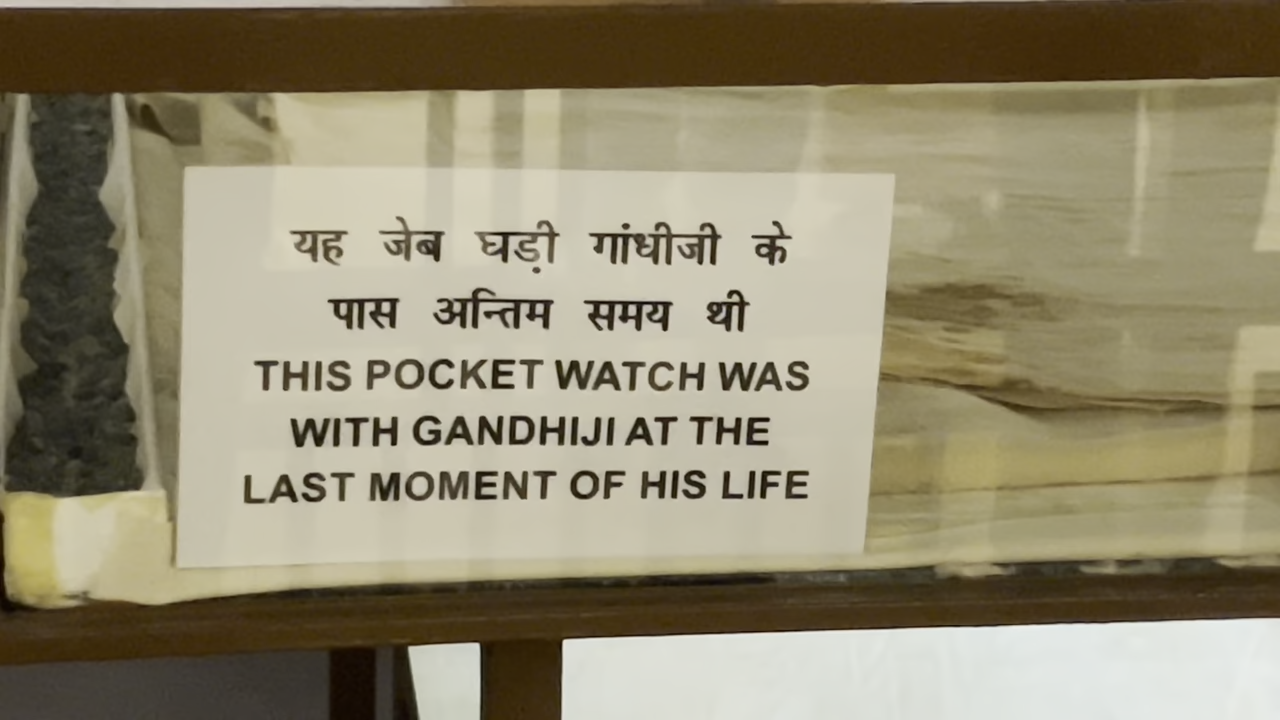 यह जेब घड़ी गांधीजी के
पास अन्तिम समय थी
THIS POCKET WATCH WAS
WITH GANDHIJI AT THE
LAST MOMENT OF HIS LIFE